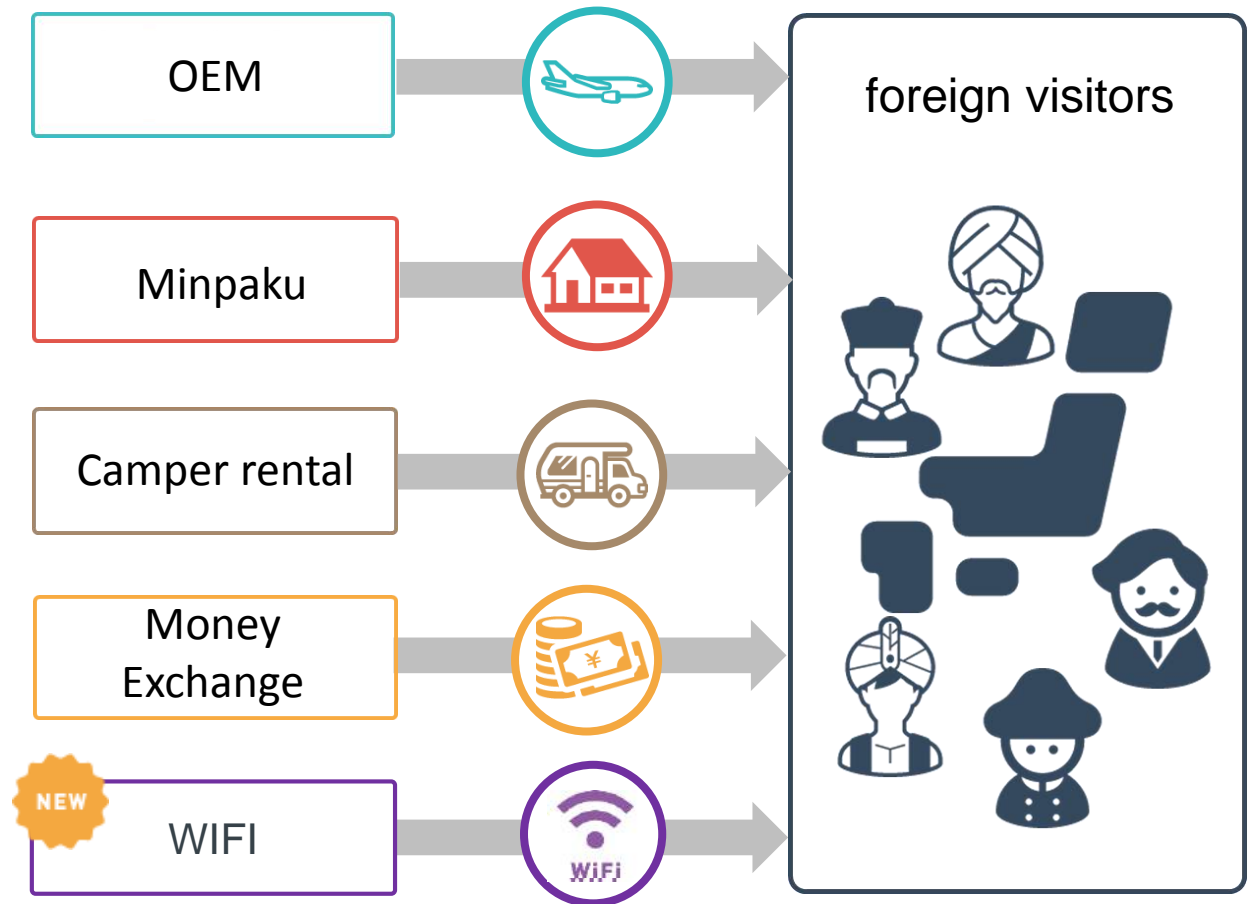 OEM
foreign visitors
Minpaku
Camper rental
Money
Exchange
¥
NEW
WIFI
WiFi